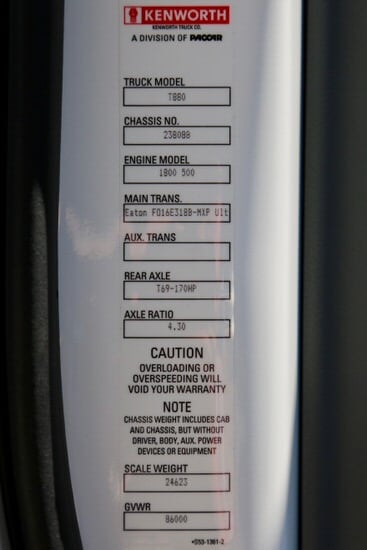 KENWORTH
KENWORTH TRUCK CO.
A DIVISION OF PACCAR
TRUCK MODEL
T880
CHASSIS NO.
238088
ENGINE MODEL
1800 500
MAIN TRANS.
Eaton FO16E318B-MXP Ult
AUX. TRANS
REAR AXLE
T69-170HP
AXLE RATIO
4.30
CAUTION
OVERLOADING OR
OVERSPEEDING WILL
VOID YOUR WARRANTY
NOTE
CHASSIS WEIGHT INCLUDES CAB
AND CHASSIS, BUT WITHOUT
DRIVER, BODY, AUX. POWER
DEVICES OR EQUIPMENT
SCALE WEIGHT
24623
GVWR
86000